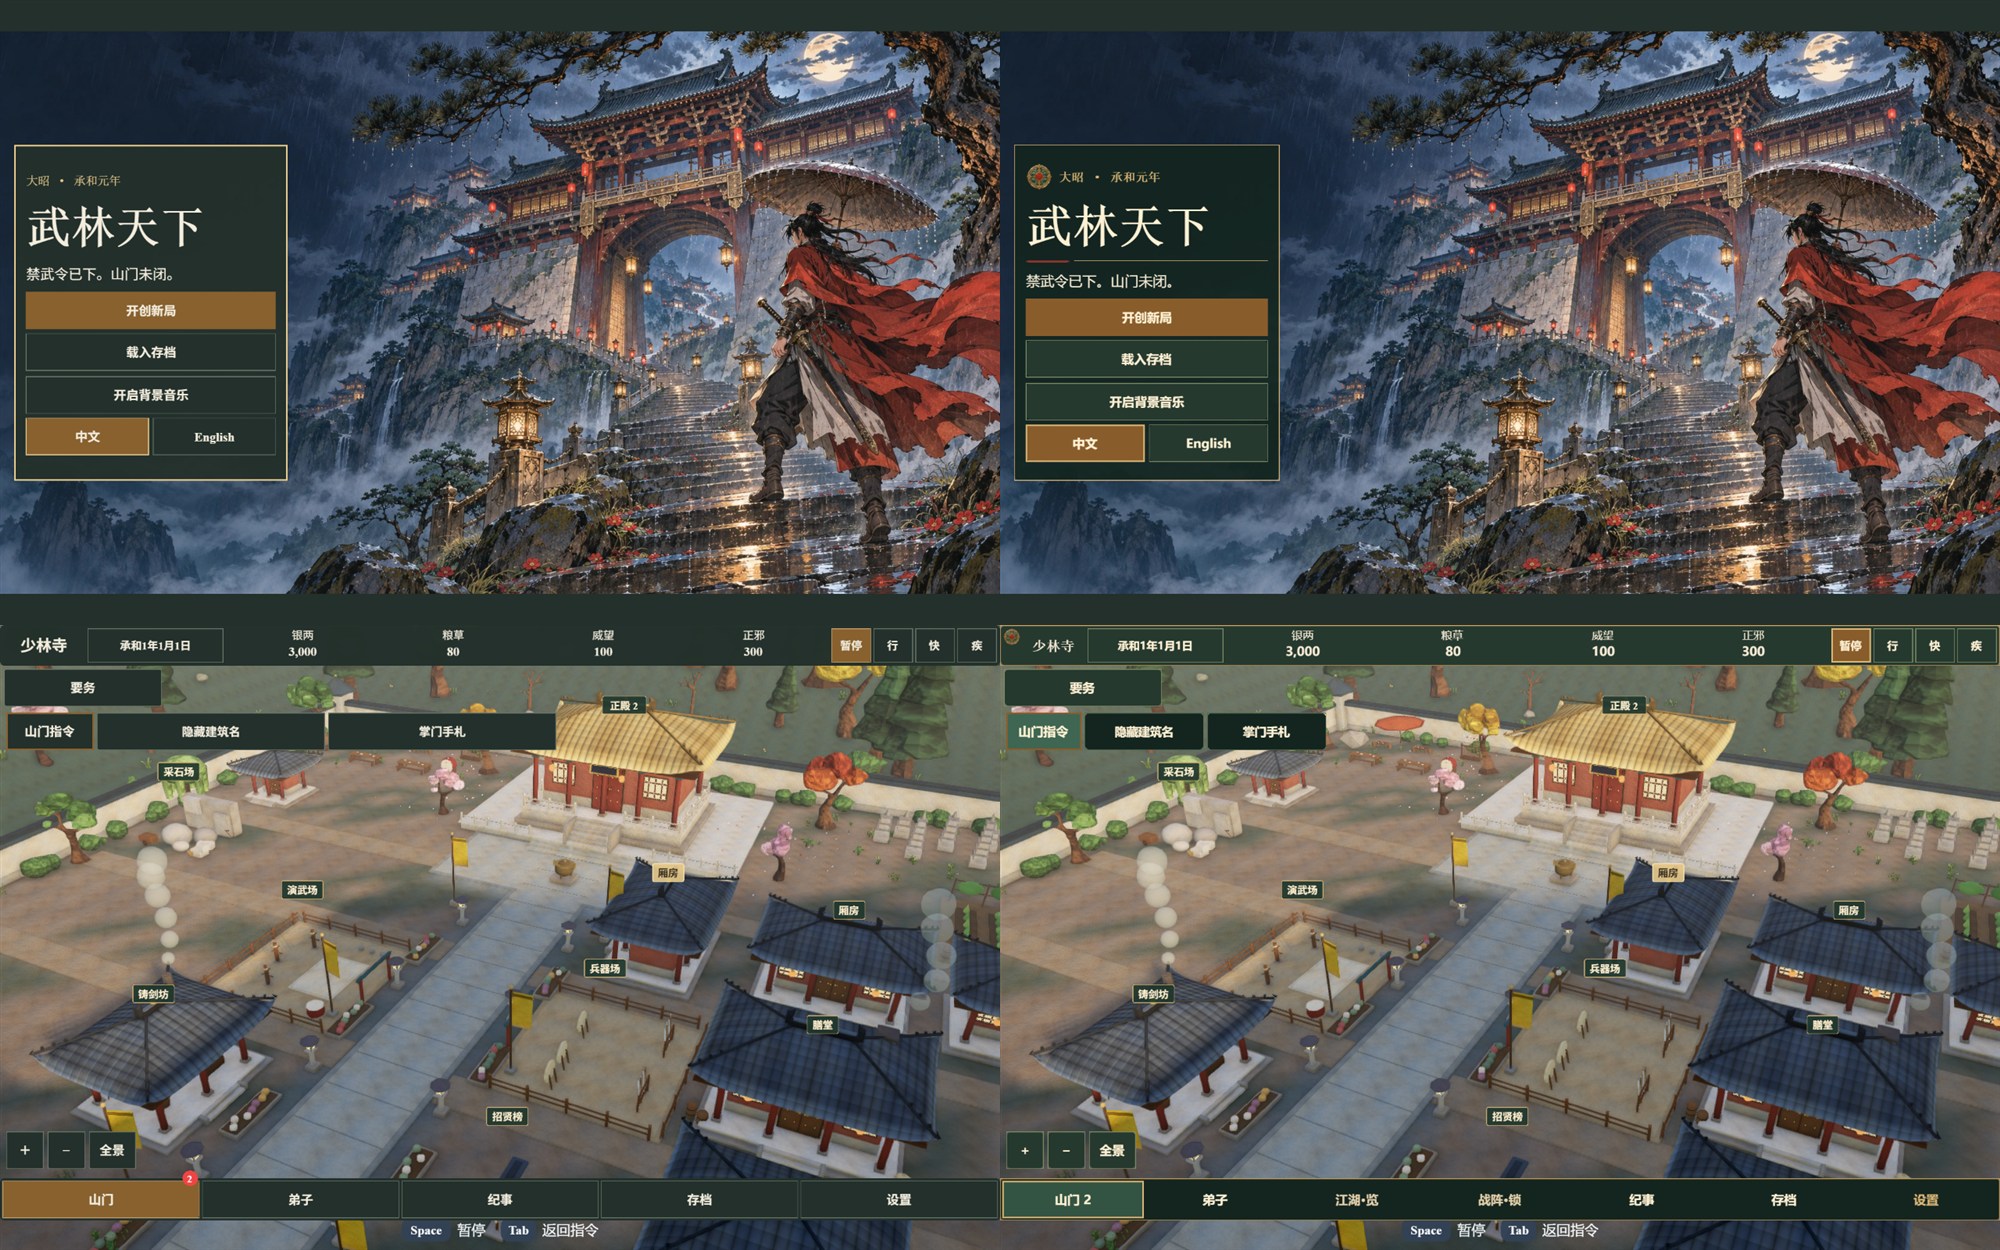 大昭 • 承和元年
武林天下
禁武令已下。山门未闭。
开创新局
载入存档
开启背景音乐
中文 English
大昭 • 承和元年
武林天下
禁武令已下。山门未闭。
开创新局
载入存档
开启背景音乐
中文 English
少林寺 承和1年1月1日 银两 3,000 粮草 80 威望 100 正邪 300 暂停 行 快 疾
要务
山门指令 隐藏建筑名 掌门手札
正殿 2
采石场
厢房
演武场
厢房
兵器场
铸剑坊
膳堂
招贤榜
+ − 全景
山门 2 弟子 纪事 存档 设置
Space 暂停 Tab 返回指令
少林寺 承和1年1月1日 银两 3,000 粮草 80 威望 100 正邪 300 暂停 行 快 疾
要务
山门指令 隐藏建筑名 掌门手札
正殿 2
采石场
厢房
演武场
厢房
兵器场
铸剑坊
膳堂
招贤榜
+ − 全景
山门 2 弟子 江湖•览 战阵•锁 纪事 存档 设置
Space 暂停 Tab 返回指令